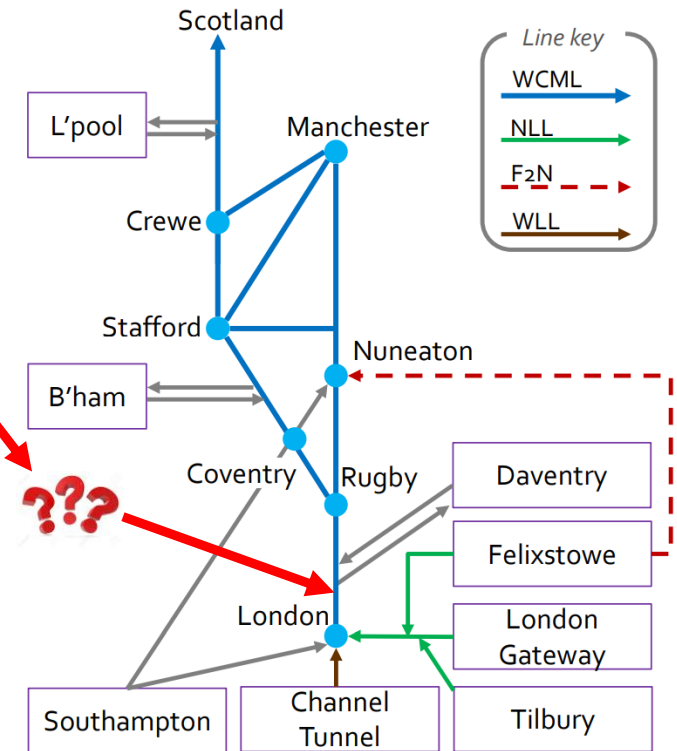 Scotland
Line key
WCML
NLL
F2N
WLL
L'pool
Manchester
Crewe
Stafford
Nuneaton
B'ham
Coventry
Rugby
Daventry
???
Felixstowe
London
London
Gateway
Southampton
Channel
Tunnel
Tilbury